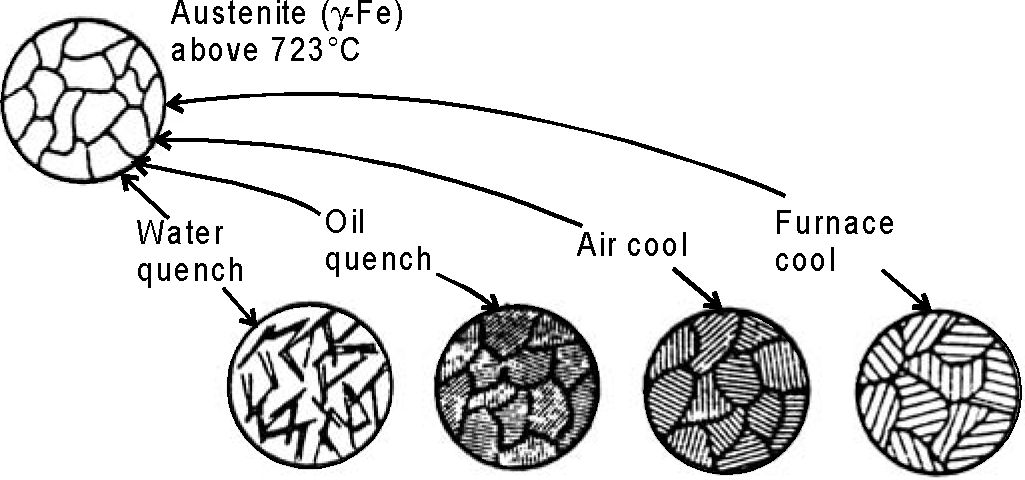 Austenite (γ-Fe)
above 723°C
Water
quench
Oil
quench
Air cool
Furnace
cool